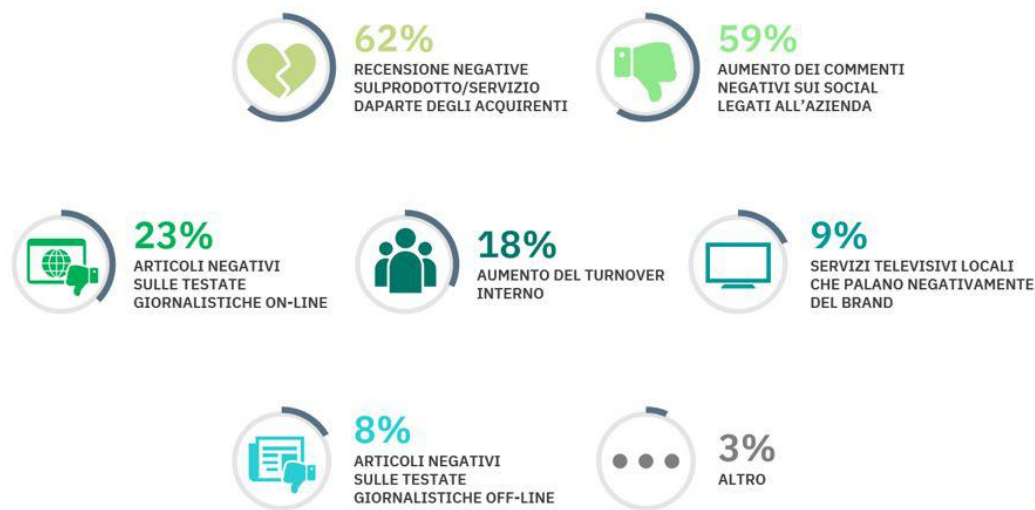 62%
RECENSIONE NEGATIVE
SULPRODOTTO/SERVIZIO
DAPARTE DEGLI ACQUIRENTI
59%
AUMENTO DEI COMMENTI
NEGATIVI SUI SOCIAL
LEGATI ALL'AZIENDA
23%
ARTICOLI NEGATIVI
SULLE TESTATE
GIORNALISTICHE ON-LINE
18%
AUMENTO DEL TURNOVER
INTERNO
9%
SERVIZI TELEVISIVI LOCALI
CHE PALANO NEGATIVAMENTE
DEL BRAND
8%
ARTICOLI NEGATIVI
SULLE TESTATE
GIORNALISTICHE OFF-LINE
3%
ALTRO